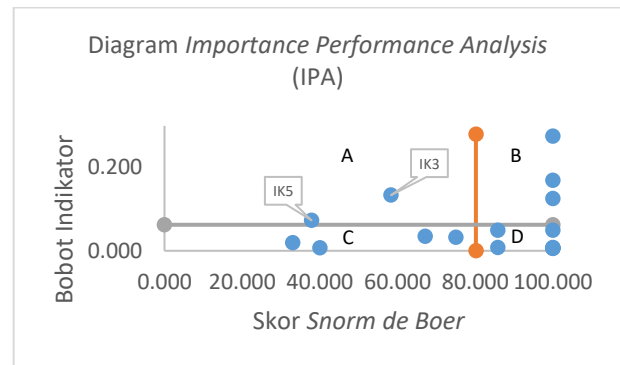 Diagram Importance Performance Analysis
(IPA)
A
B
IK3
0.200
IK5
C
D
0.000
0.000 20.000 40.000 60.000 80.000 100.000
Bobot Indikator
Skor Snorm de Boer